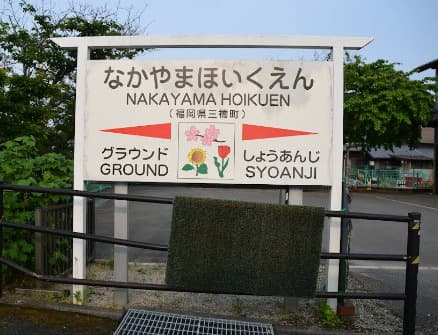 なかやまほいくえん
NAKAYAMA HOIKUEN
(福岡県三橋町)
グラウンド しょうあんじ
GROUND SYOANJI